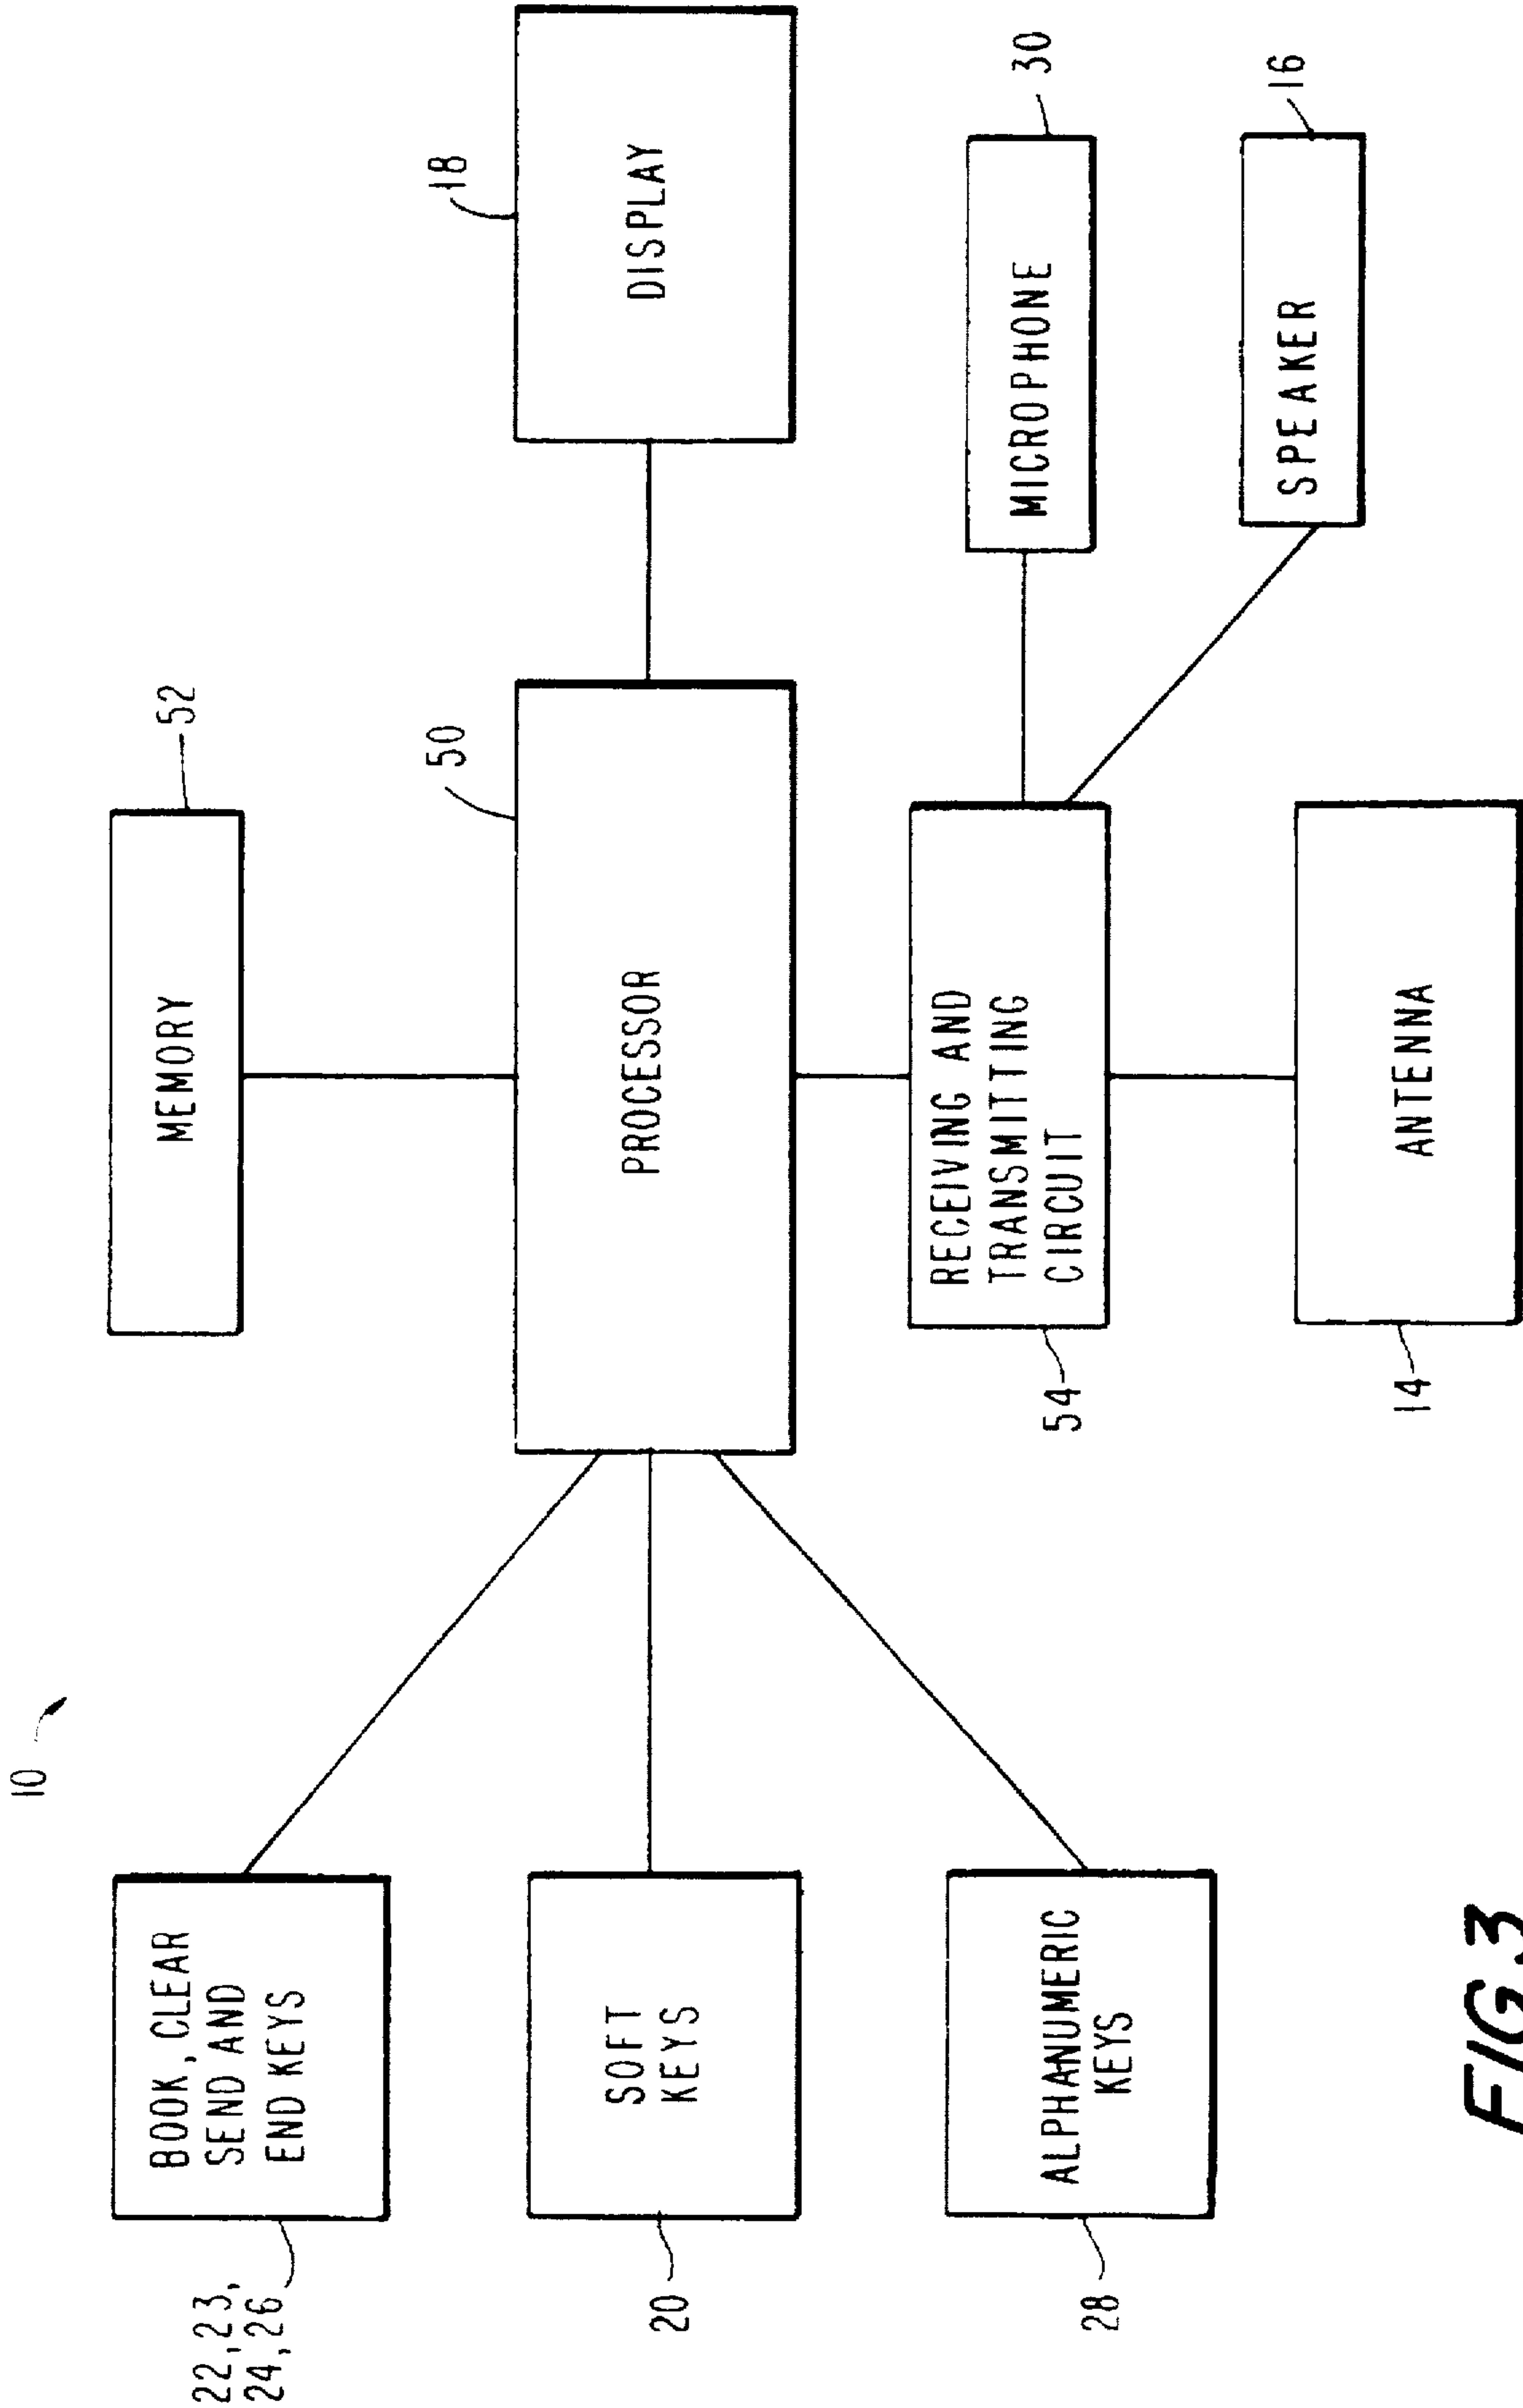 10
52
MEMORY
18
50
DISPLAY
PROCESSOR
22,23,
24,26
BOOK, CLEAR
SEND AND
END KEYS
20
SOFT
KEYS
28
ALPHANUMERIC
KEYS
30
MICROPHONE
16
SPEAKER
54
RECEIVING AND
TRANSMITTING
CIRCUIT
14
ANTENNA
FIG.3